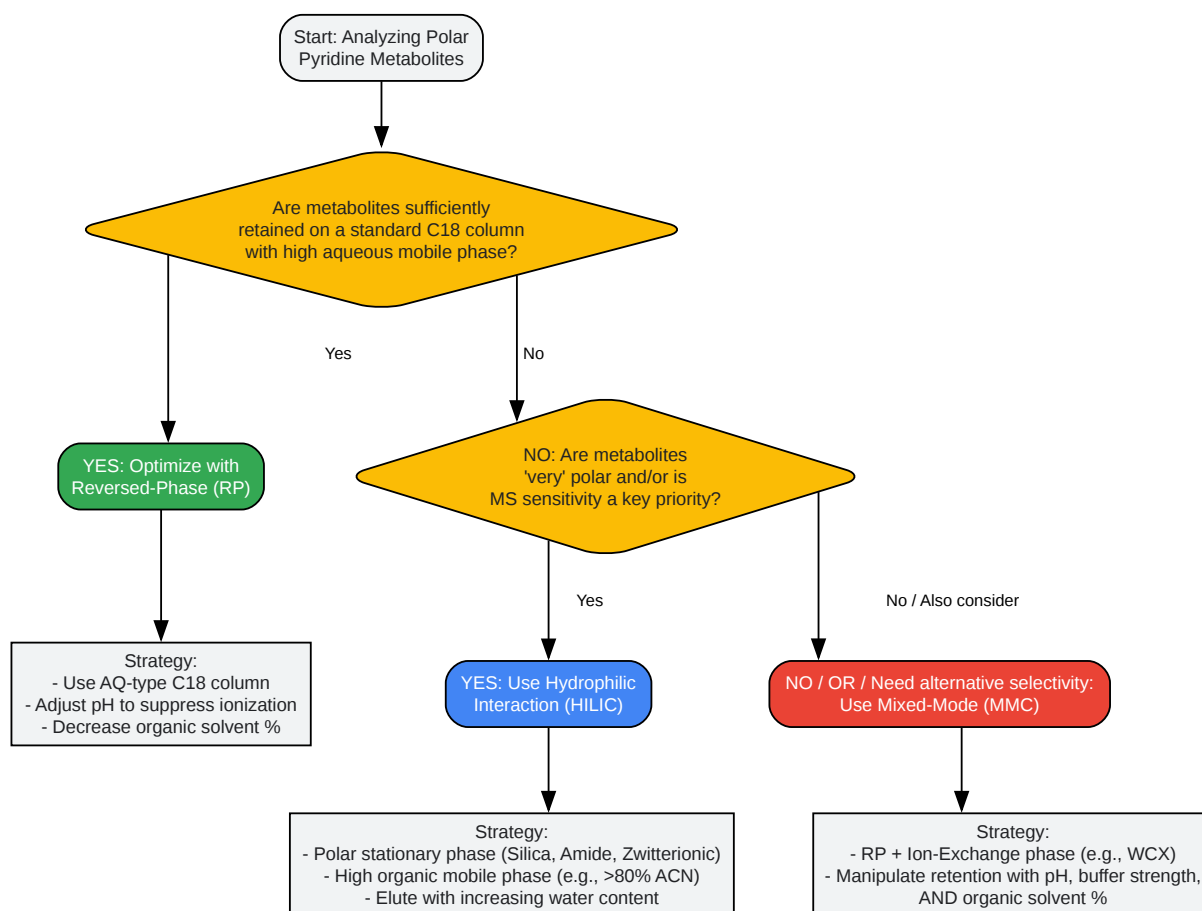 Start: Analyzing Polar
Pyridine Metabolites
Are metabolites sufficiently
retained on a standard C18 column
with high aqueous mobile phase?
Yes
No
YES: Optimize with
Reversed-Phase (RP)
NO: Are metabolites
'very' polar and/or is
MS sensitivity a key priority?
Yes
No / Also consider
Strategy:
- Use AQ-type C18 column
- Adjust pH to suppress ionization
- Decrease organic solvent %
YES: Use Hydrophilic
Interaction (HILIC)
NO / OR / Need alternative selectivity:
Use Mixed-Mode (MMC)
Strategy:
- Polar stationary phase (Silica, Amide, Zwitterionic)
- High organic mobile phase (e.g., >80% ACN)
- Elute with increasing water content
Strategy:
- RP + Ion-Exchange phase (e.g., WCX)
- Manipulate retention with pH, buffer strength,
AND organic solvent %